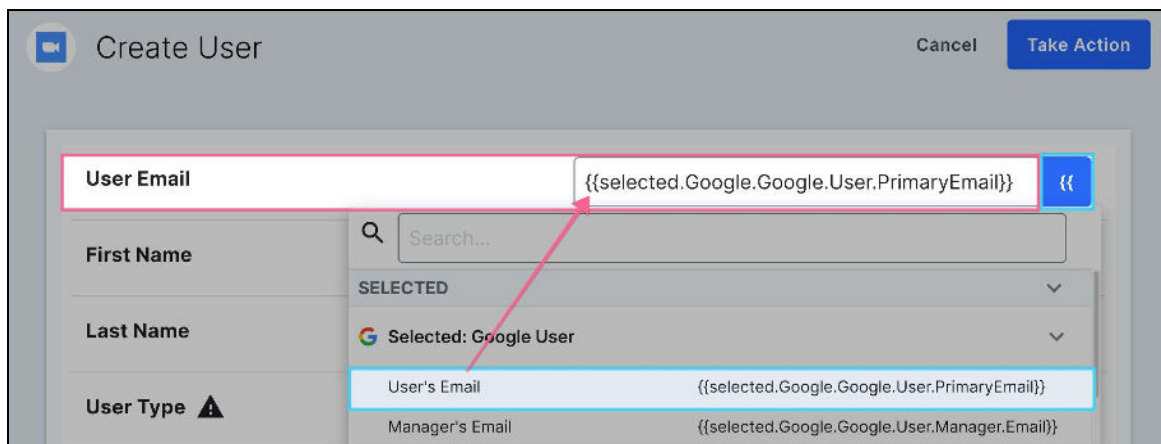 Create User
Cancel
Take Action
User Email
{{selected.Google.Google.User.PrimaryEmail}}
{{
First Name
Search...
SELECTED
Last Name
Selected: Google User
User's Email
{{selected.Google.Google.User.PrimaryEmail}}
User Type
Manager's Email
{{selected.Google.Google.User.Manager.Email}}